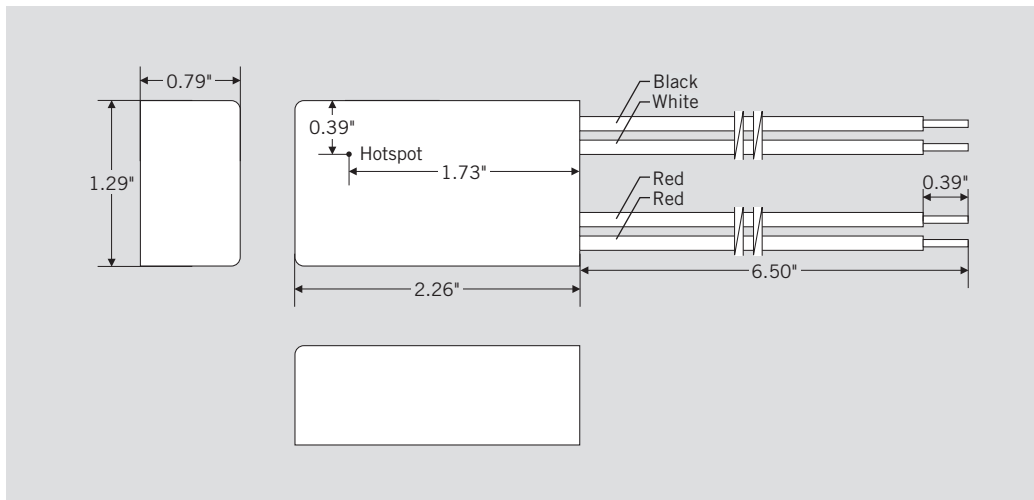 0.79"
Black
White
0.39"
Hotspot
1.73"
1.29"
Red
Red
0.39"
6.50"
2.26"